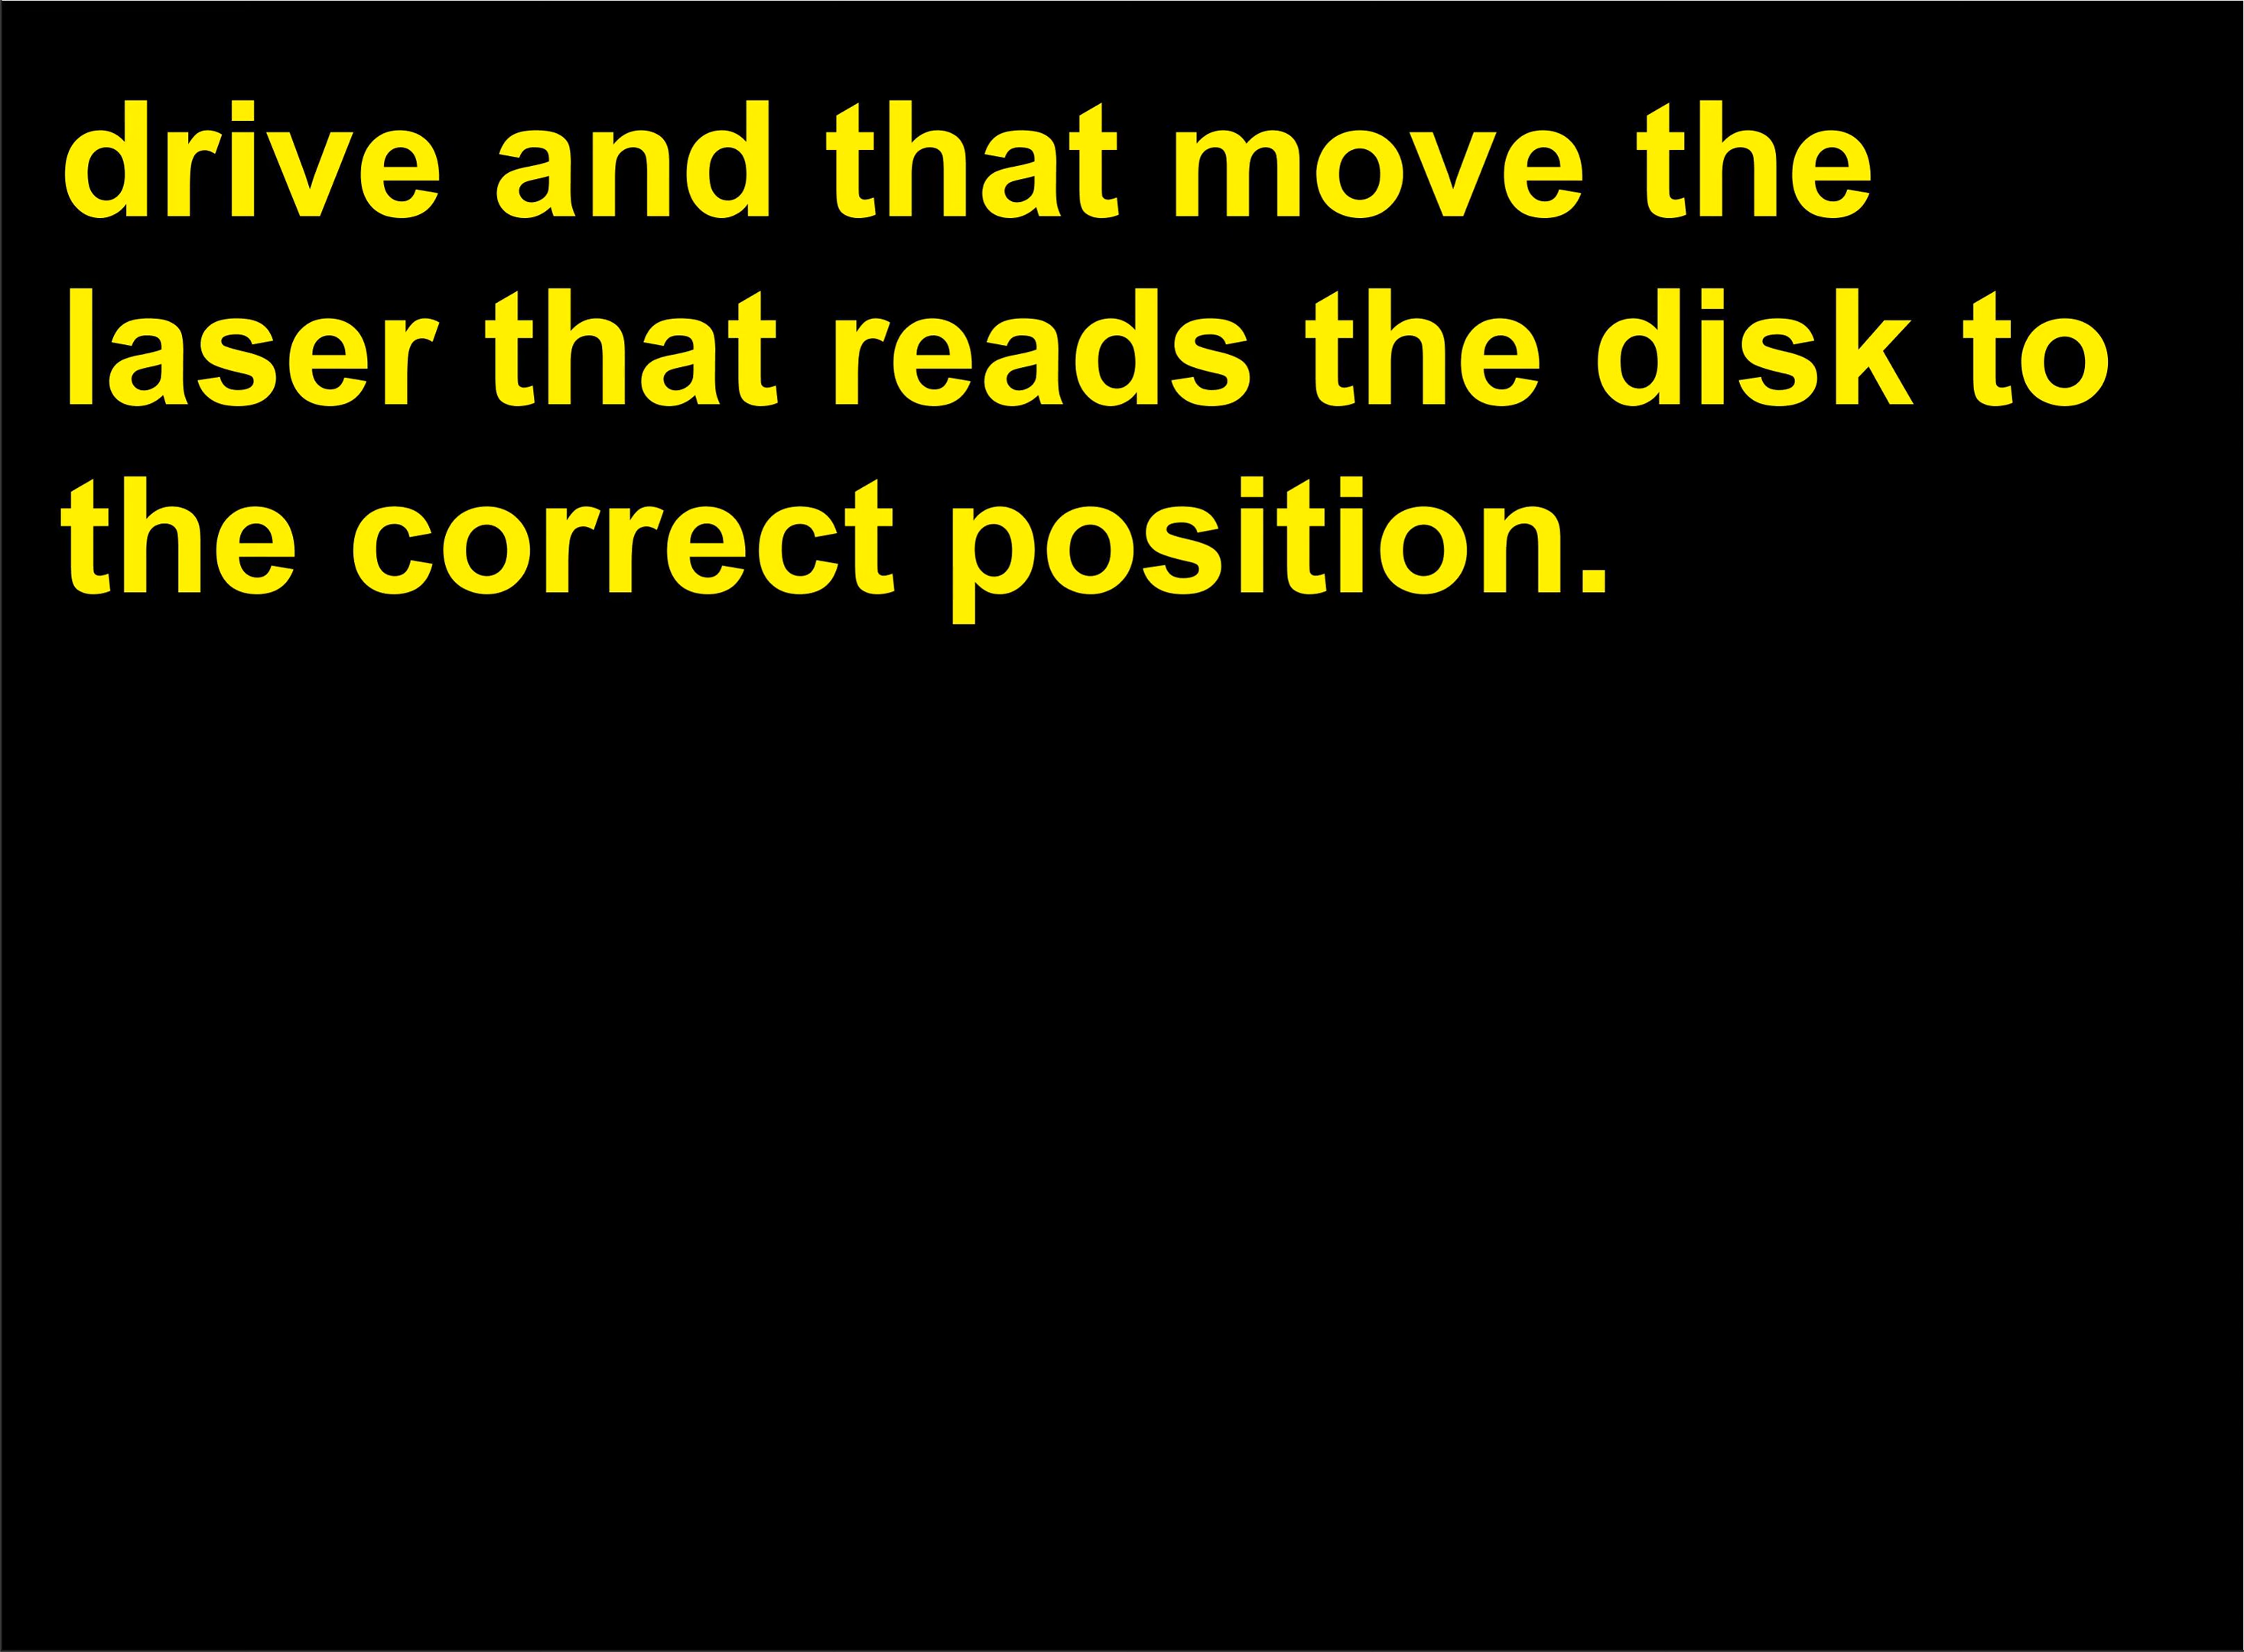 drive and that move the
laser that reads the disk to
the correct position.